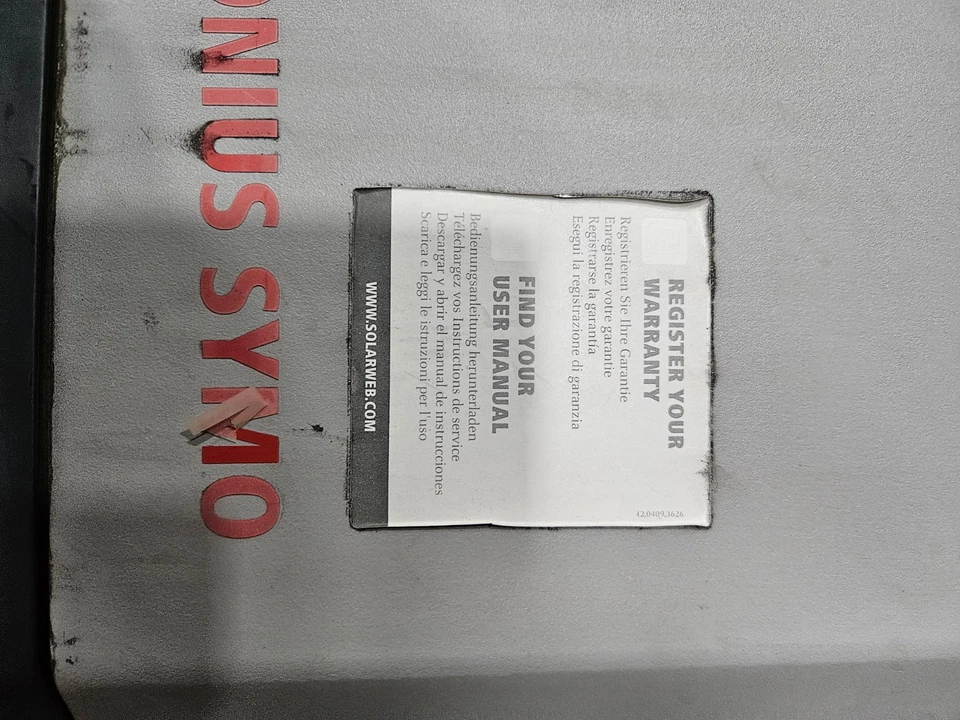 ONIUS SYMO
REGISTER YOUR
WARRANTY
Registrieren Sie Ihre Garantie
Enregistrez votre garantie
Registrarse la garantía
Esegui la registrazione di garanzia
FIND YOUR
USER MANUAL
Bedienungsanleitung herunterladen
Téléchargez vos Instructions de service
Descargar y abrir el manual de instrucciones
Scarica e leggi le istruzioni per l'uso
WWW.SOLARWEB.COM
42,0409,3626